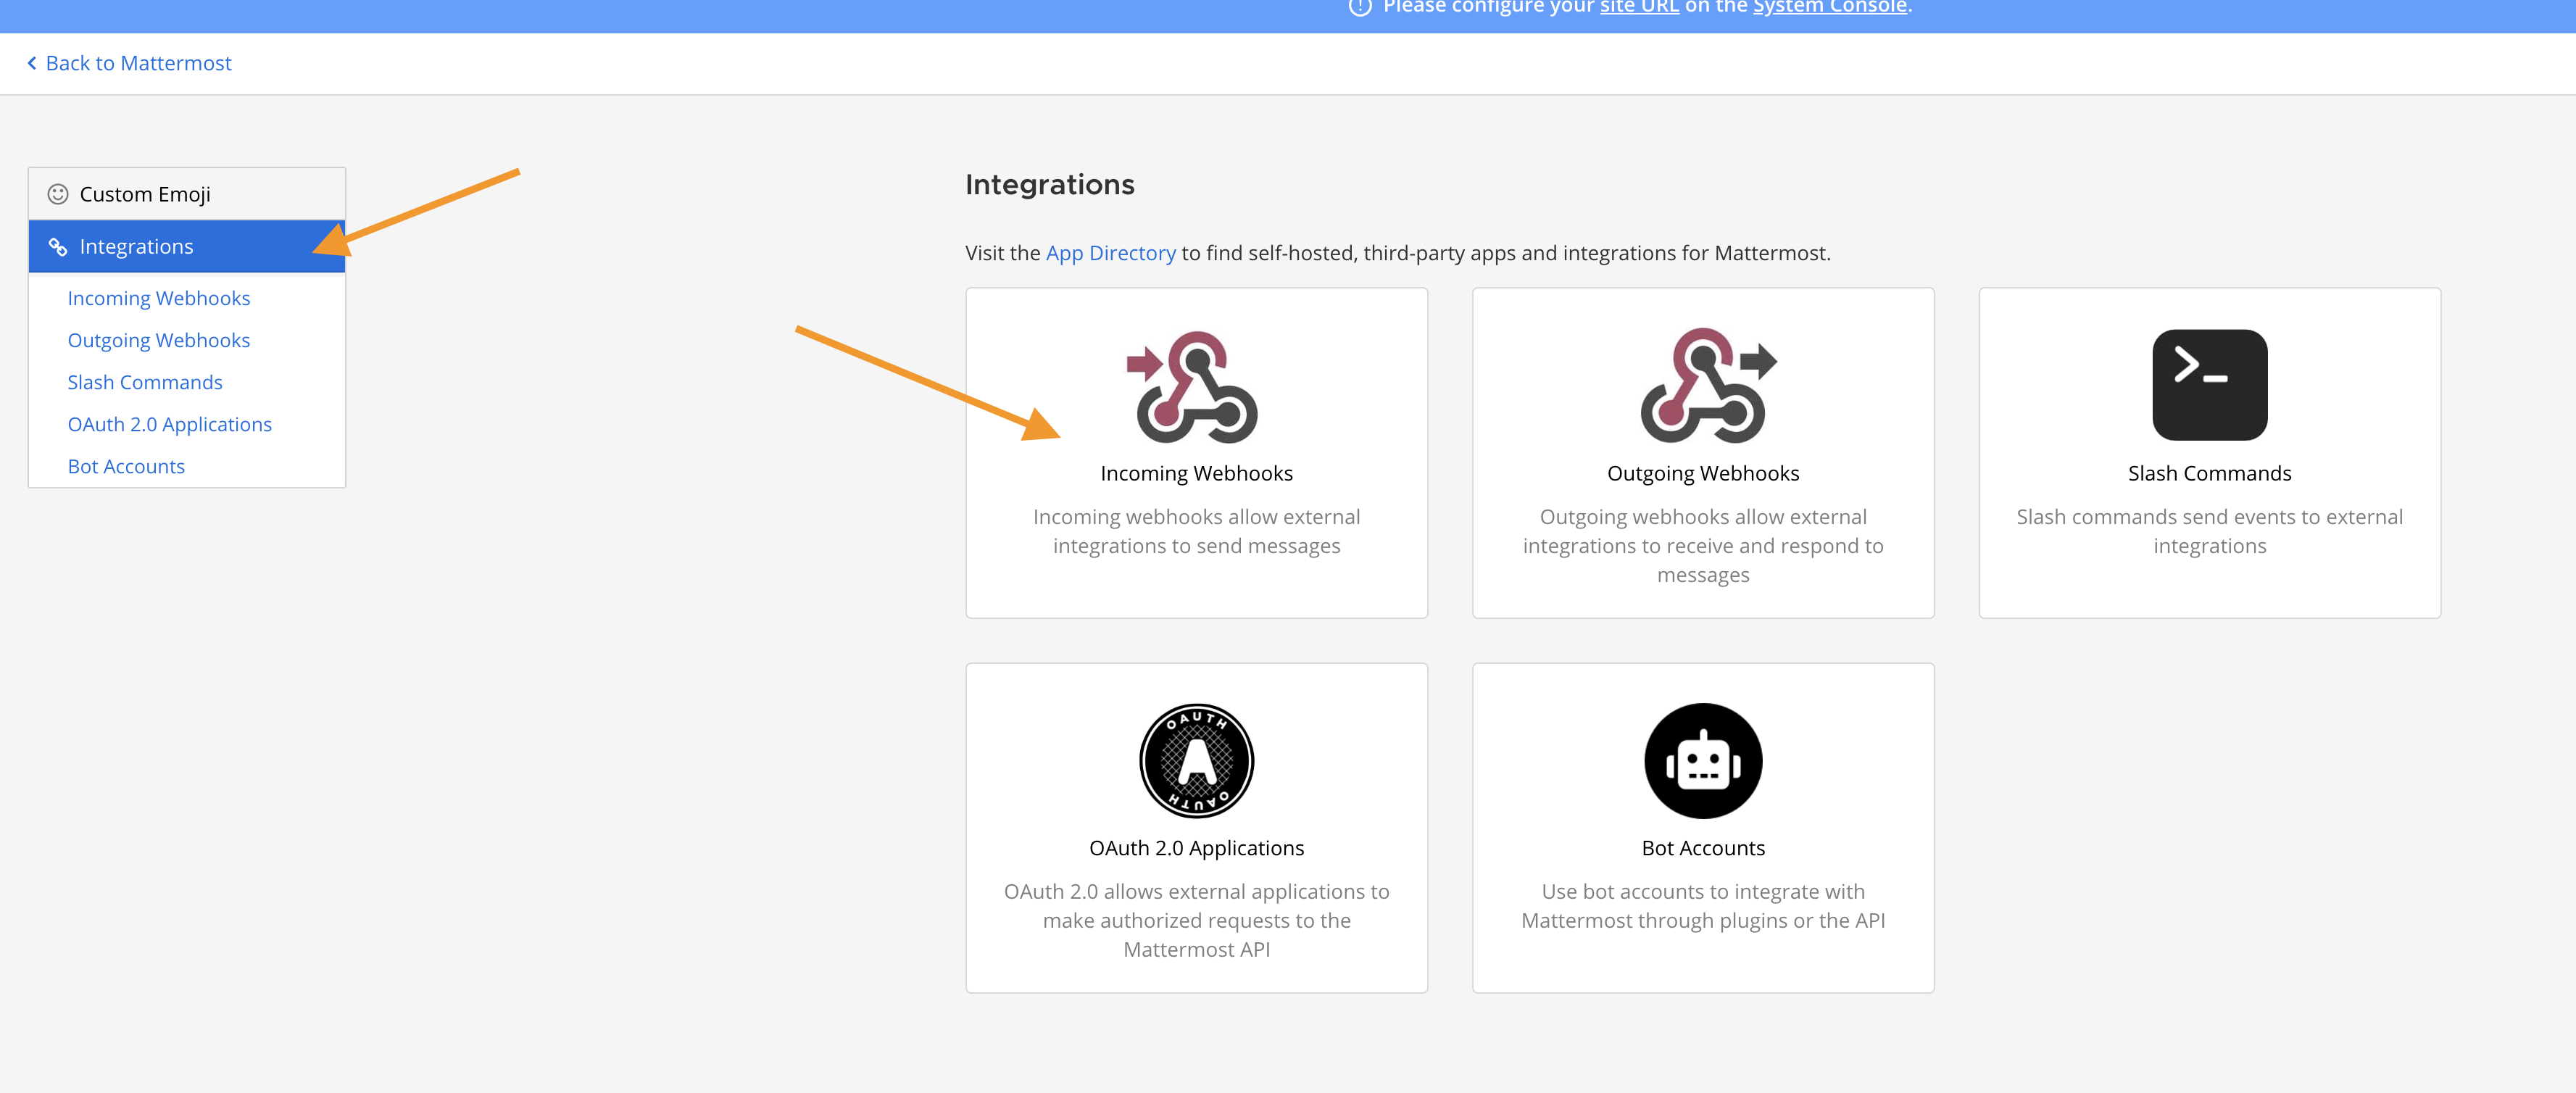 Please configure your site URL on the System Console.
Back to Mattermost
Custom Emoji
Integrations
Incoming Webhooks
Outgoing Webhooks
Slash Commands
OAuth 2.0 Applications
Bot Accounts
Integrations
Visit the App Directory to find self-hosted, third-party apps and integrations for Mattermost.
Incoming Webhooks
Incoming webhooks allow external
integrations to send messages
Outgoing Webhooks
Outgoing webhooks allow external
integrations to receive and respond to
messages
>_
Slash Commands
Slash commands send events to external
integrations
OAUTH
A
OAUTH
OAuth 2.0 Applications
OAuth 2.0 allows external applications to
make authorized requests to the
Mattermost API
Bot Accounts
Use bot accounts to integrate with
Mattermost through plugins or the API